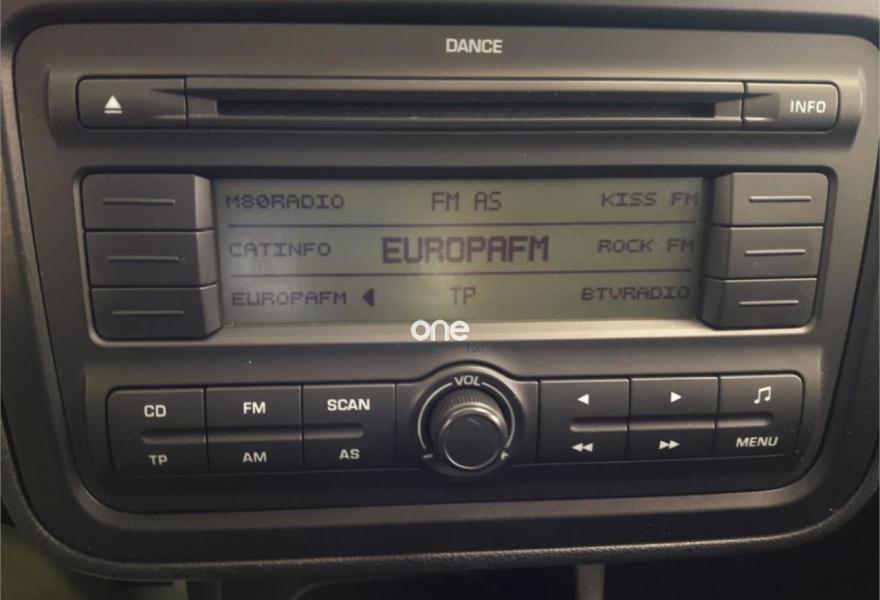 DANCE
INFO
M80RADIO FM AS KISS FM
CATINFO EUROPAFM ROCK FM
EUROPAFM TP BTVRADIO
one
100
VOL
CD FM SCAN
TP AM AS MENU